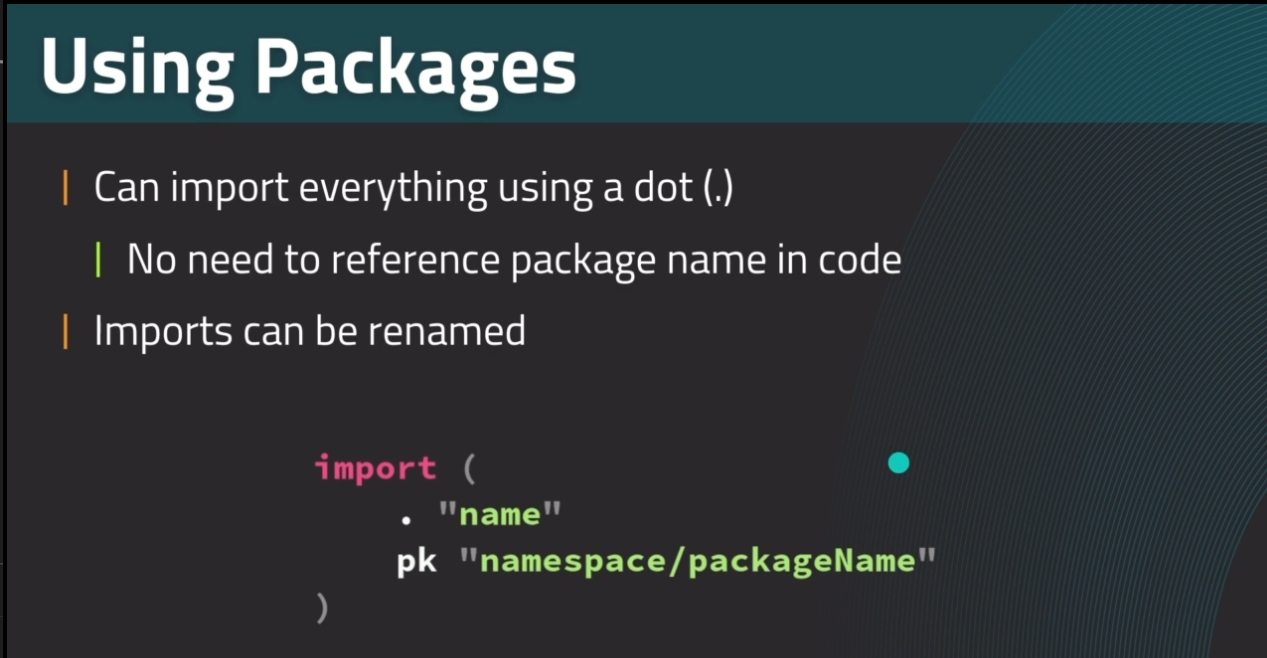 Using Packages
Can import everything using a dot (.)
No need to reference package name in code
Imports can be renamed
import (
. "name"
pk "namespace/packageName"
)